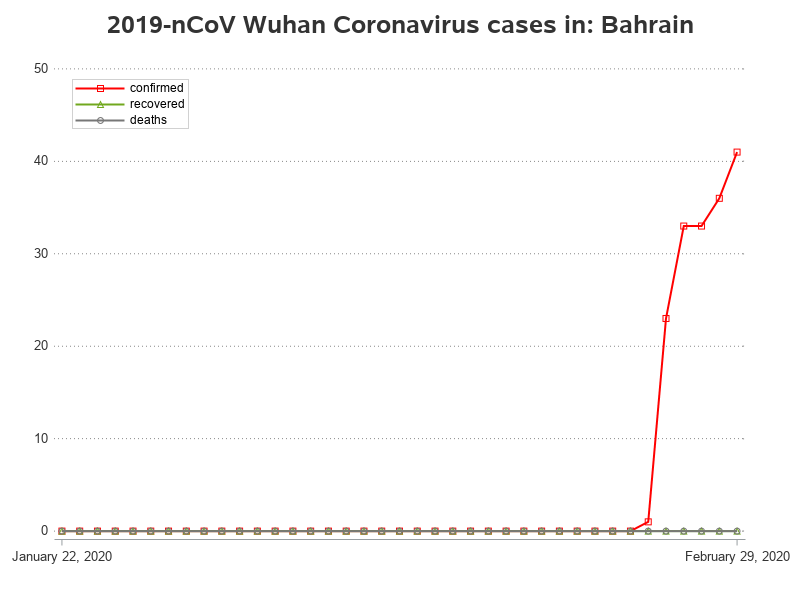 2019-nCoV Wuhan Coronavirus cases in: Bahrain
50
confirmed
recovered
deaths
40
30
20
10
0
January 22, 2020 February 29, 2020